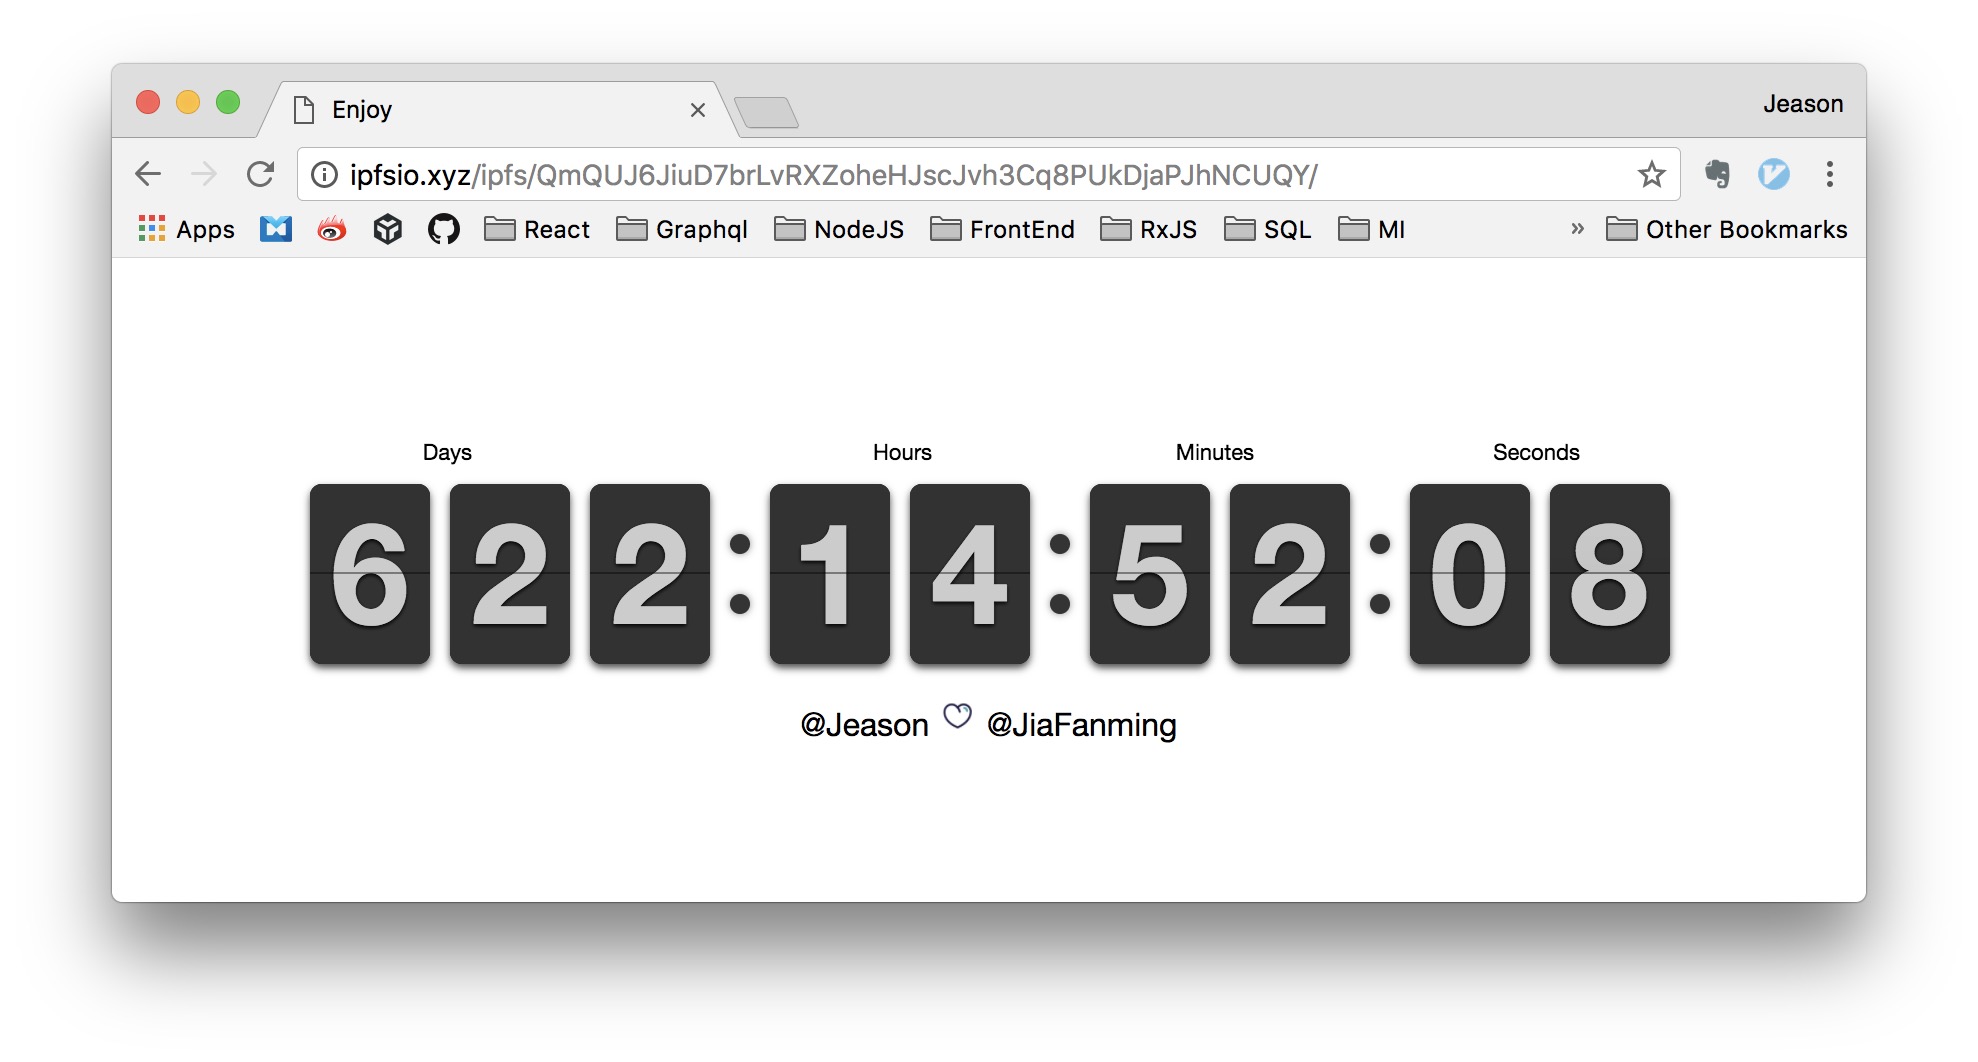 Enjoy
Jeason
ipfsio.xyz/ipfs/QmQUJ6JiuD7brLvRXZoheHJscJvh3Cq8PUkDjaPJhNCUQY/
Apps React Graphql NodeJS FrontEnd RxJS SQL MI » Other Bookmarks
Days Hours Minutes Seconds
622:14:52:08
@Jeason ♡ @JiaFanming